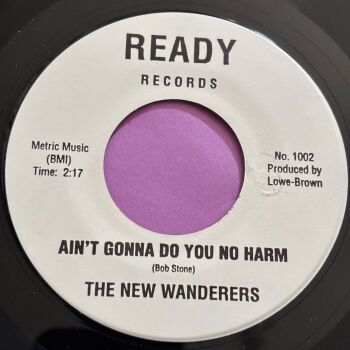 READY
RECORDS
Metric Music
(BMI)
Time: 2:17
No. 1002
Produced by
Lowe-Brown
AIN'T GONNA DO YOU NO HARM
(Bob Stone)
THE NEW WANDERERS